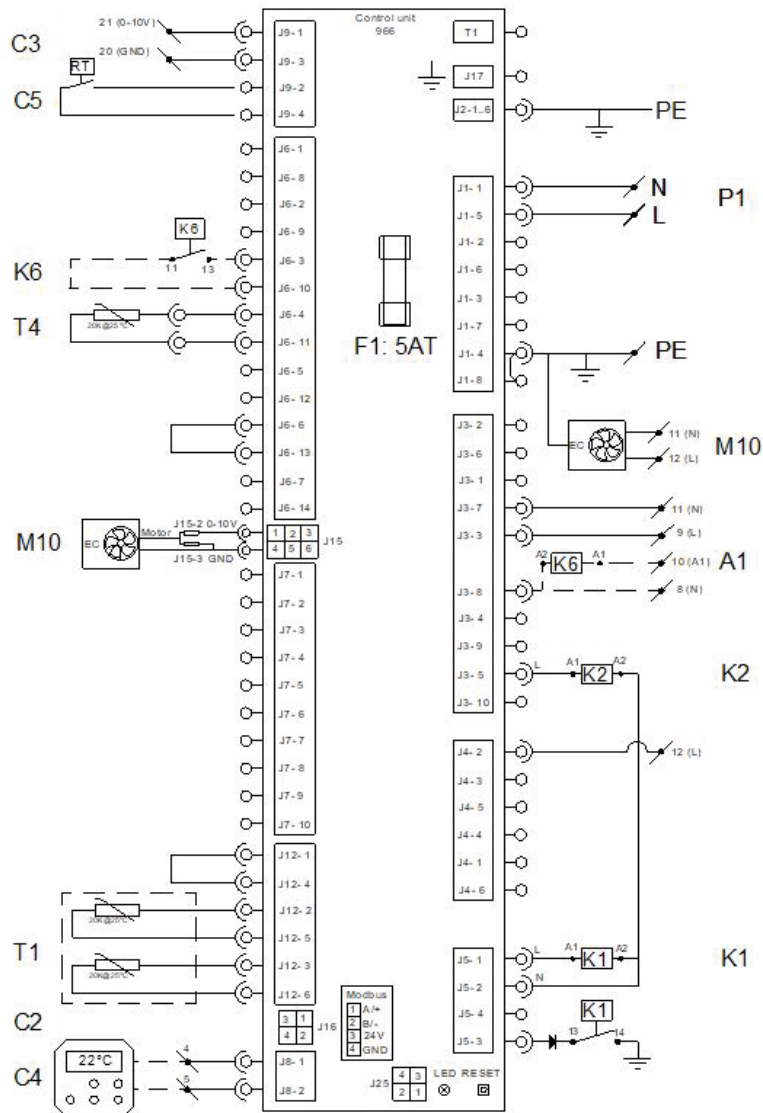 Control unit
966
C3
21 (0-10V)
20 (GND)
RT
C5
J9-1
J9-3
J9-2
J9-4
J6-1
J6-8
J6-2
J6-9
J6-3
J6-10
J6-4
J6-11
J6-5
J6-12
J6-6
J6-13
J6-7
J6-14
K6
K6
11
13
T4
20K@25°C
M10
EC
Motor
J15-2 0-10V
J15-3 GND
1 2 3
4 5 6
J15
J7-1
J7-2
J7-3
J7-4
J7-5
J7-6
J7-7
J7-8
J7-9
J7-10
J12-1
J12-4
J12-2
J12-5
J12-3
J12-6
T1
20K@25°C
20K@25°C
C2
3 1
4 2
J16
Modbus
1 A/+
2 B/-
3 24V
4 GND
C4
22°C
4
5
J8-1
J8-2
J25
4 3
2 1
LED RESET
F1: 5AT
T1
J17
J2-1..6
PE
J1-1
J1-5
J1-2
J1-6
J1-3
J1-7
J1-4
J1-8
N
L
P1
PE
EC
11 (N)
12 (L)
M10
J3-2
J3-6
J3-1
J3-7
J3-3
J3-8
J3-4
J3-9
J3-5
J3-10
11 (N)
9 (L)
A2
K6
A1
10 (A1)
8 (N)
A1
L
A1
K2
A2
K2
J4-2
J4-3
J4-5
J4-4
J4-1
J4-6
12 (L)
J5-1
J5-2
J5-4
J5-3
L
N
A1
K1
A2
K1
K1
13
14